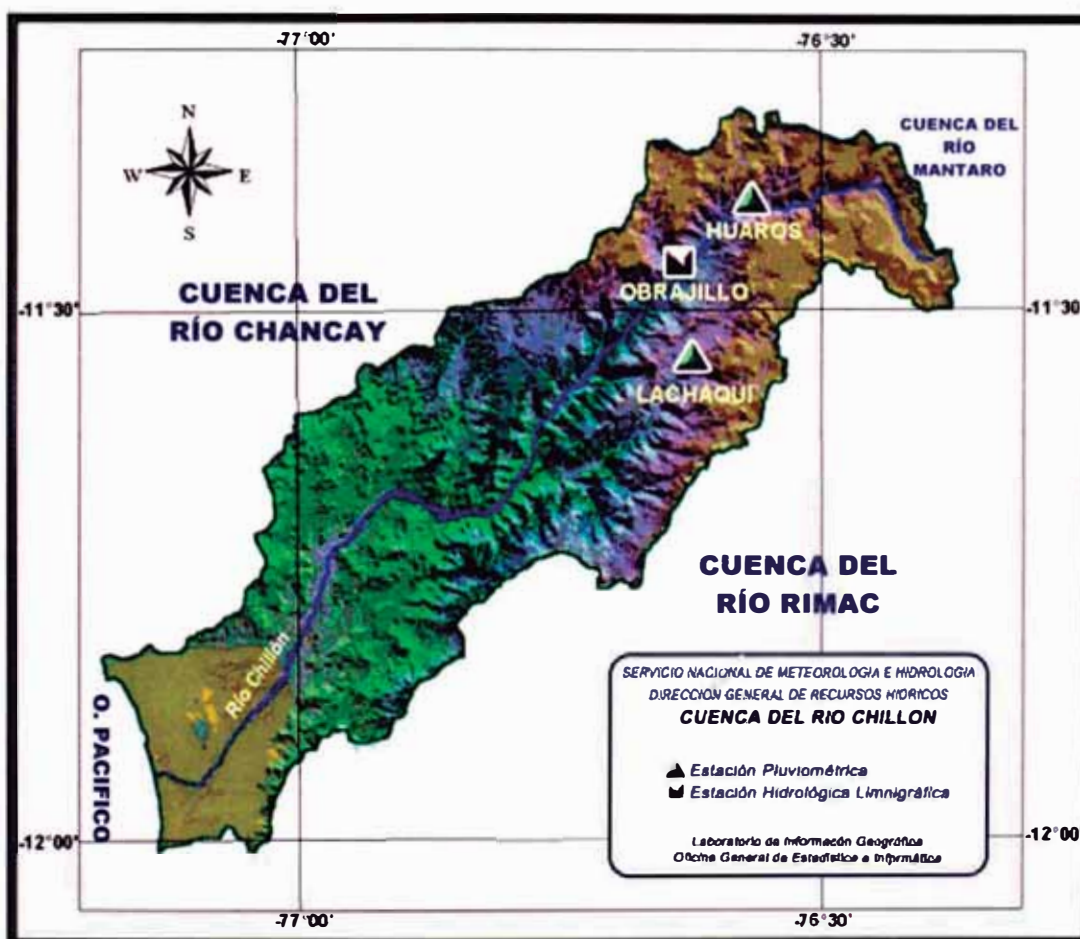 -77°00'
-76°30'
N
W
E
S
CUENCA DEL
RÍO
MANTARO
HUAROS
OBRAJILLO
CUENCA DEL
RÍO CHANCAY
-11°30'
-11°30
LACHAQUI
CUENCA DEL
RÍO RIMAC
Río Chillón
O. PACIFICO
SERVICIO NACIONAL DE METEOROLOGIA E HIDROLOGIA
DIRECCION GENERAL DE RECURSOS HIDRICOS
CUENCA DEL RIO CHILLON
Estación Pluviométrica
Estación Hidrológica Limnigráfica
Laboratorio de Información Geográfica
Oficina General de Estadística e Informática
-12°00'
-12°00'
-77°00'
-76°30'